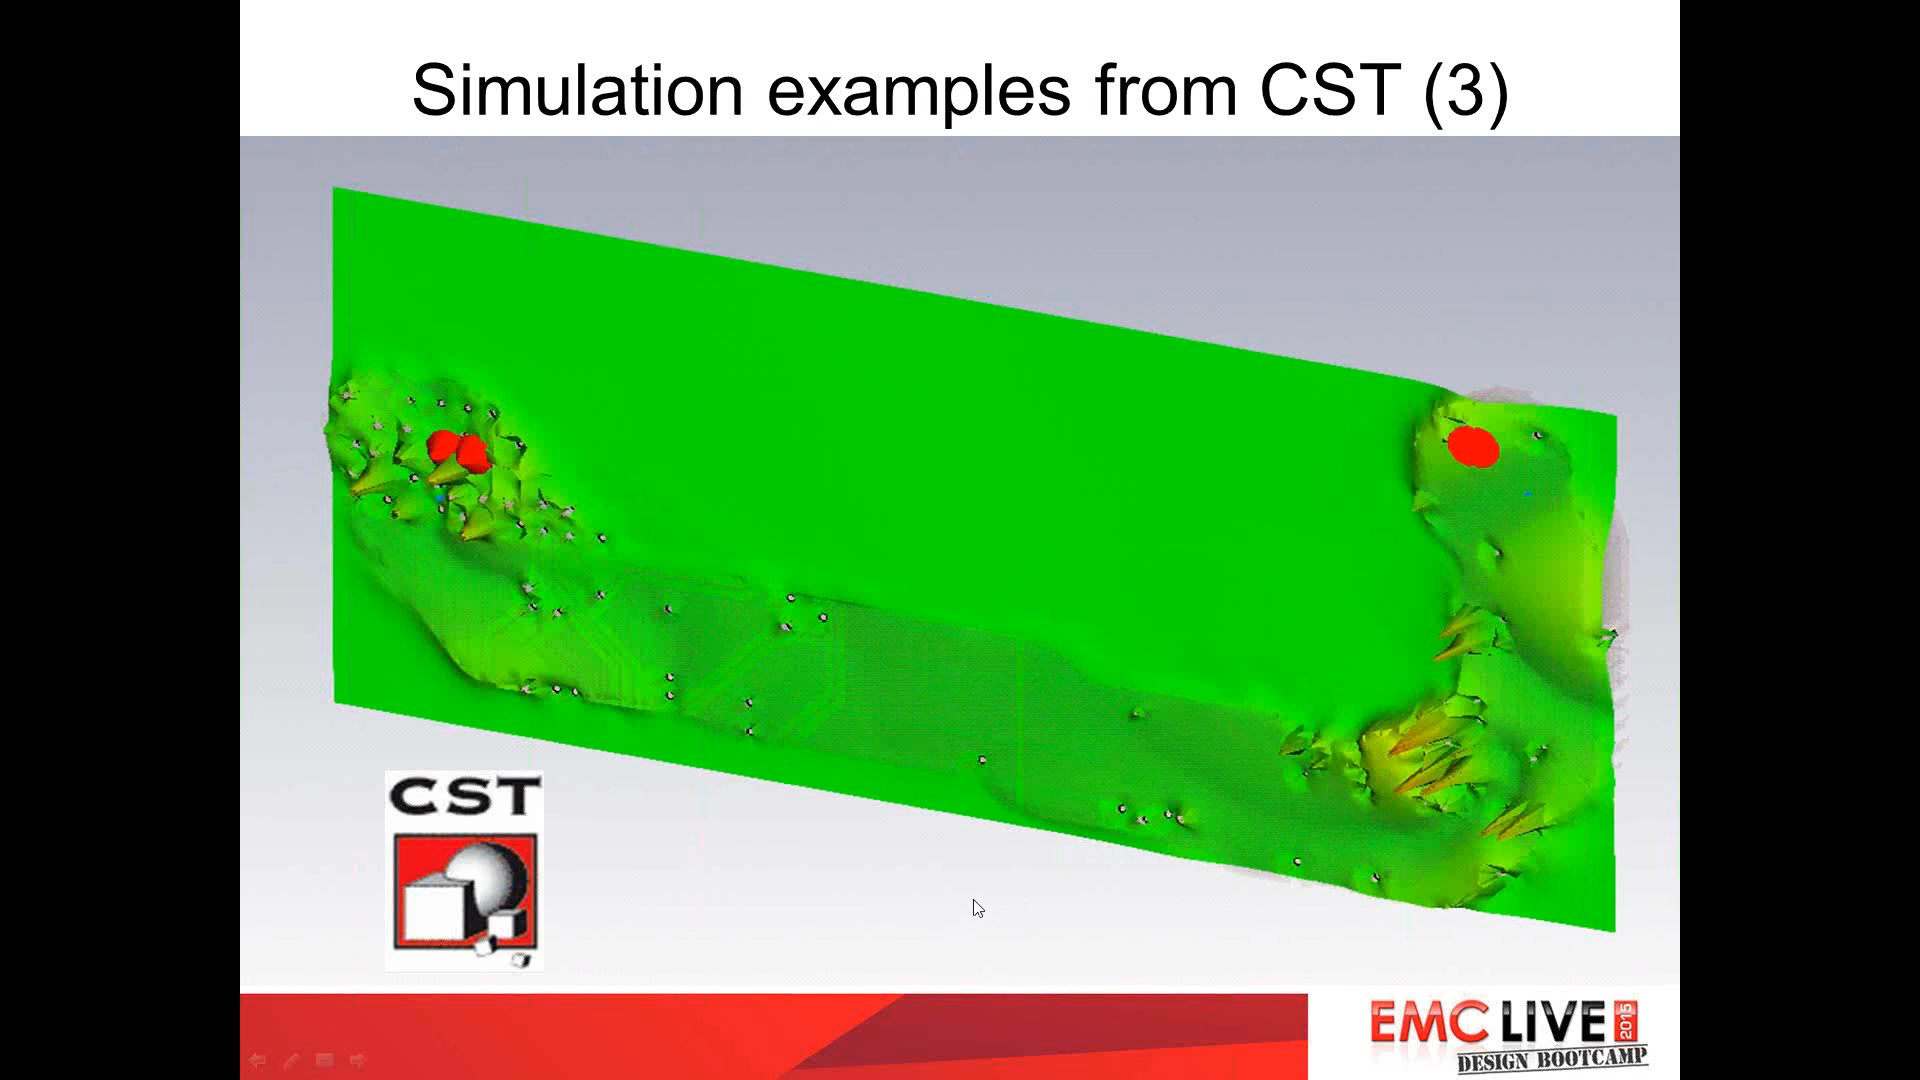 Simulation examples from CST (3)
CST
EMC LIVE 2015
DESIGN BOOTCAMP